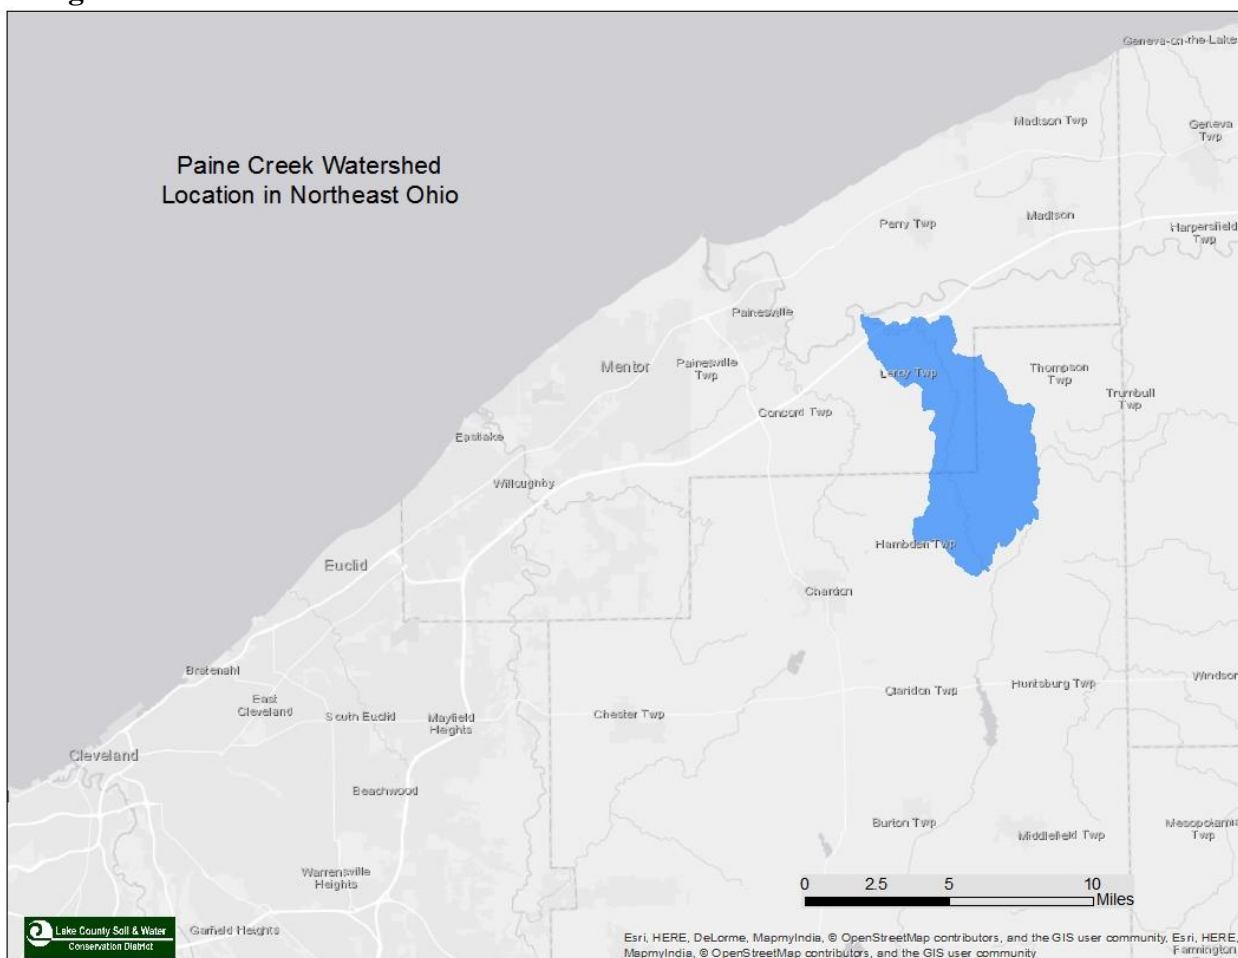 Geneva-on-the-Lake
Madison Twp
Geneva
Twp
Paine Creek Watershed
Location in Northeast Ohio
Perry Twp
Madison
Harpersfield
Twp
Painesville
Mentor
Painesville
Twp
Leroy Twp
Thompson
Twp
Trumbull
Twp
Concord Twp
Eastlake
Willoughby
Hambden Twp
Euclid
Chardon
Bratenahl
East
Cleveland
South Euclid
Mayfield
Heights
Chester Twp
Claridon Twp
Huntsburg Twp
Windsor
Cleveland
Beachwood
Burton Twp
Middlefield Twp
Mesopotamia
Twp
Warrensville
Heights
0 2.5 5 10
Miles
Lake County Soil & Water
Conservation District
Garfield Heights
Esri, HERE, DeLorme, MapmyIndia, © OpenStreetMap contributors, and the GIS user community, Esri, HERE,
MapmyIndia, © OpenStreetMap contributors, and the GIS user community
Farmington